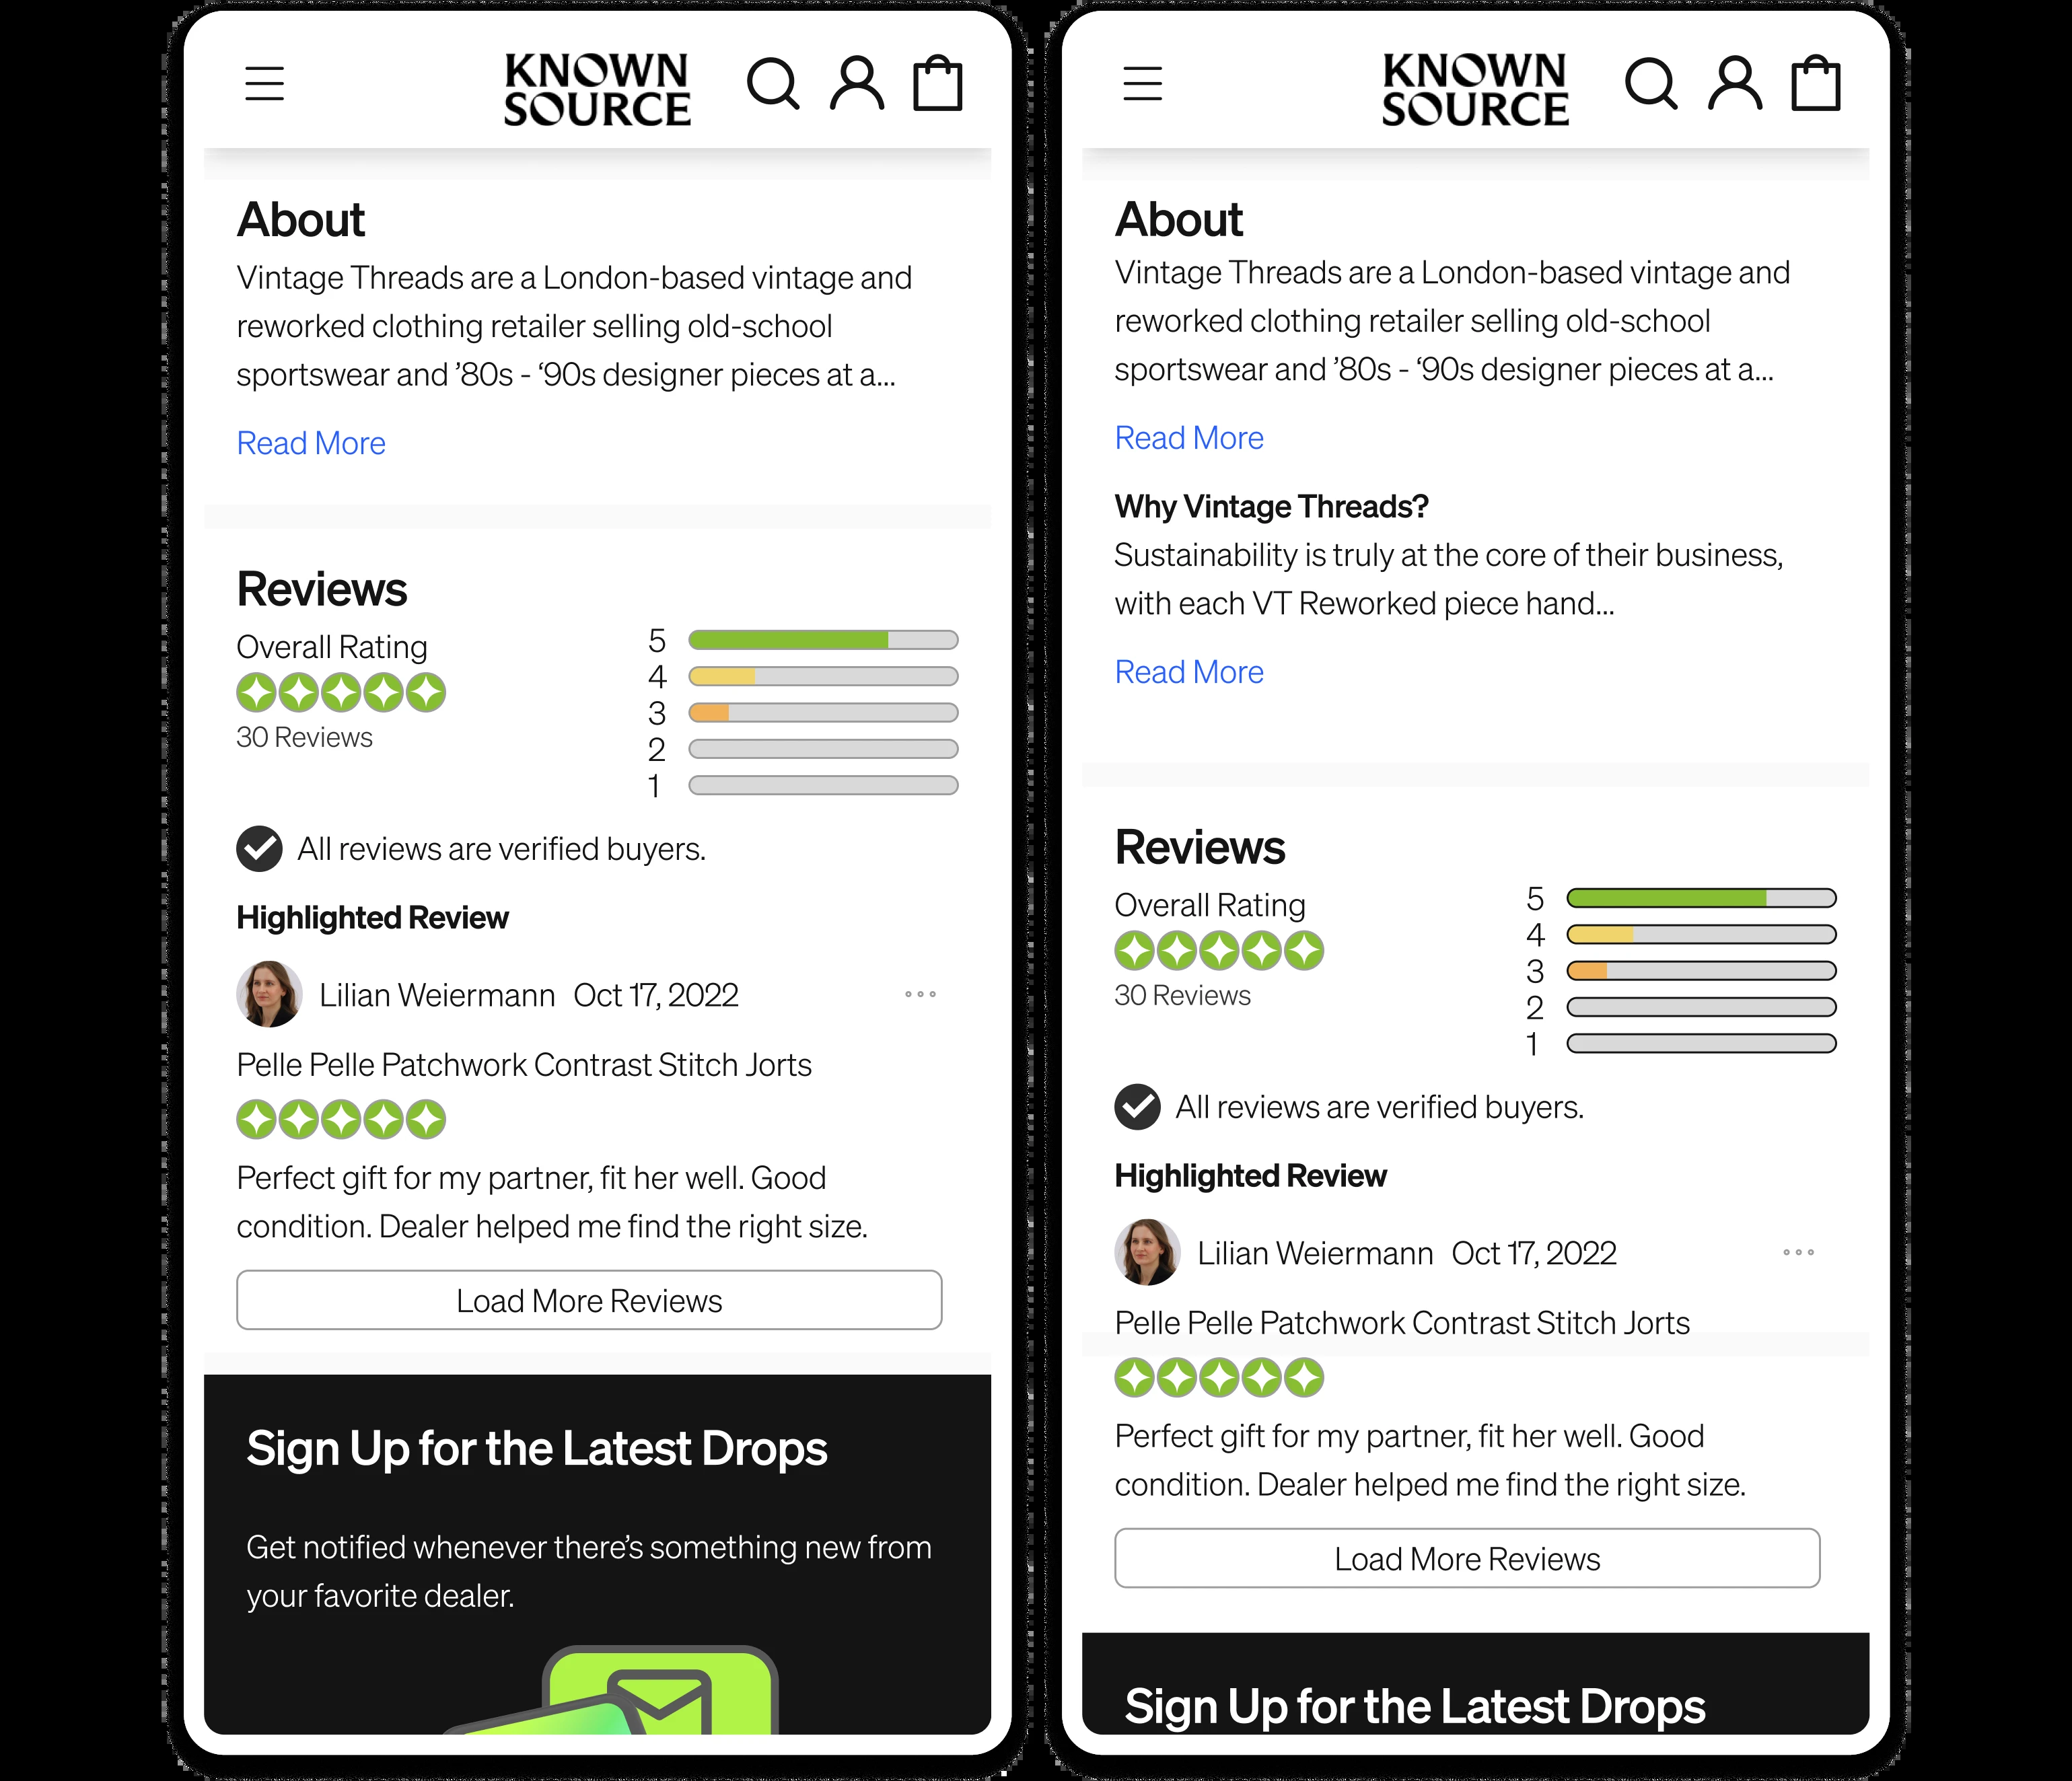 KNOWN
SOURCE
About
Vintage Threads are a London-based vintage and
reworked clothing retailer selling old-school
sportswear and ’80s - ‘90s designer pieces at a...
Read More
Reviews
Overall Rating
30 Reviews
5
4
3
2
1
All reviews are verified buyers.
Highlighted Review
Lilian Weiermann Oct 17, 2022
Pelle Pelle Patchwork Contrast Stitch Jorts
Perfect gift for my partner, fit her well. Good
condition. Dealer helped me find the right size.
Load More Reviews
Sign Up for the Latest Drops
Get notified whenever there’s something new from
your favorite dealer.
KNOWN
SOURCE
About
Vintage Threads are a London-based vintage and
reworked clothing retailer selling old-school
sportswear and ’80s - ‘90s designer pieces at a...
Read More
Why Vintage Threads?
Sustainability is truly at the core of their business,
with each VT Reworked piece hand...
Read More
Reviews
Overall Rating
30 Reviews
5
4
3
2
1
All reviews are verified buyers.
Highlighted Review
Lilian Weiermann Oct 17, 2022
Pelle Pelle Patchwork Contrast Stitch Jorts
Perfect gift for my partner, fit her well. Good
condition. Dealer helped me find the right size.
Load More Reviews
Sign Up for the Latest Drops